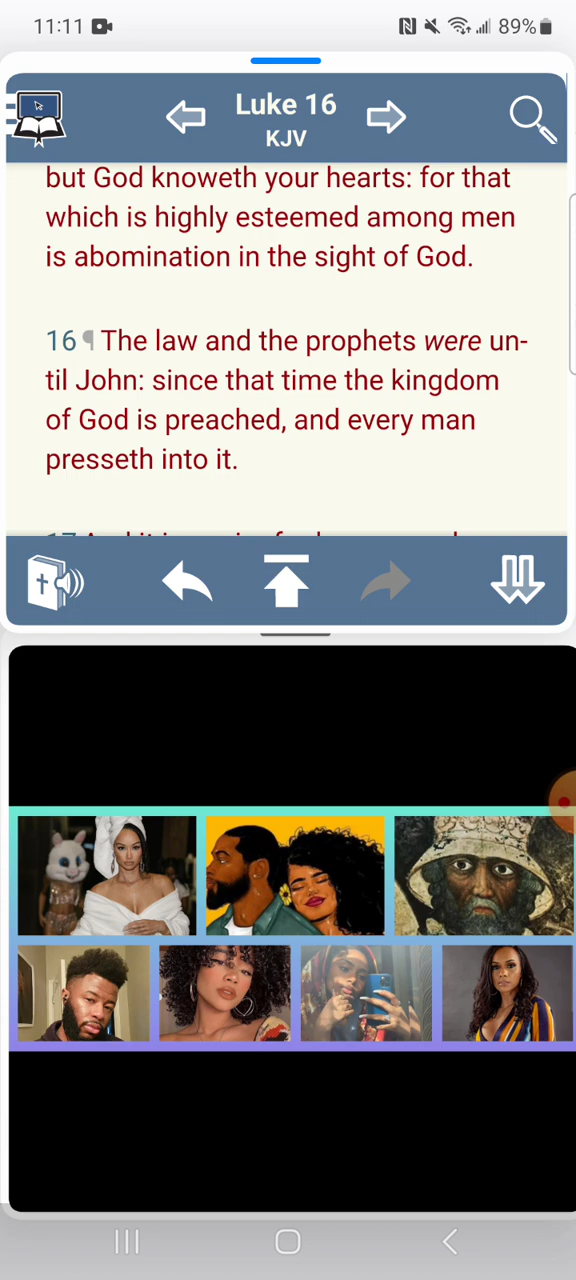 11:11
89%
Luke 16
KJV
but God knoweth your hearts: for that
which is highly esteemed among men
is abomination in the sight of God.
16 ¶ The law and the prophets were un-
til John: since that time the kingdom
of God is preached, and every man
presseth into it.